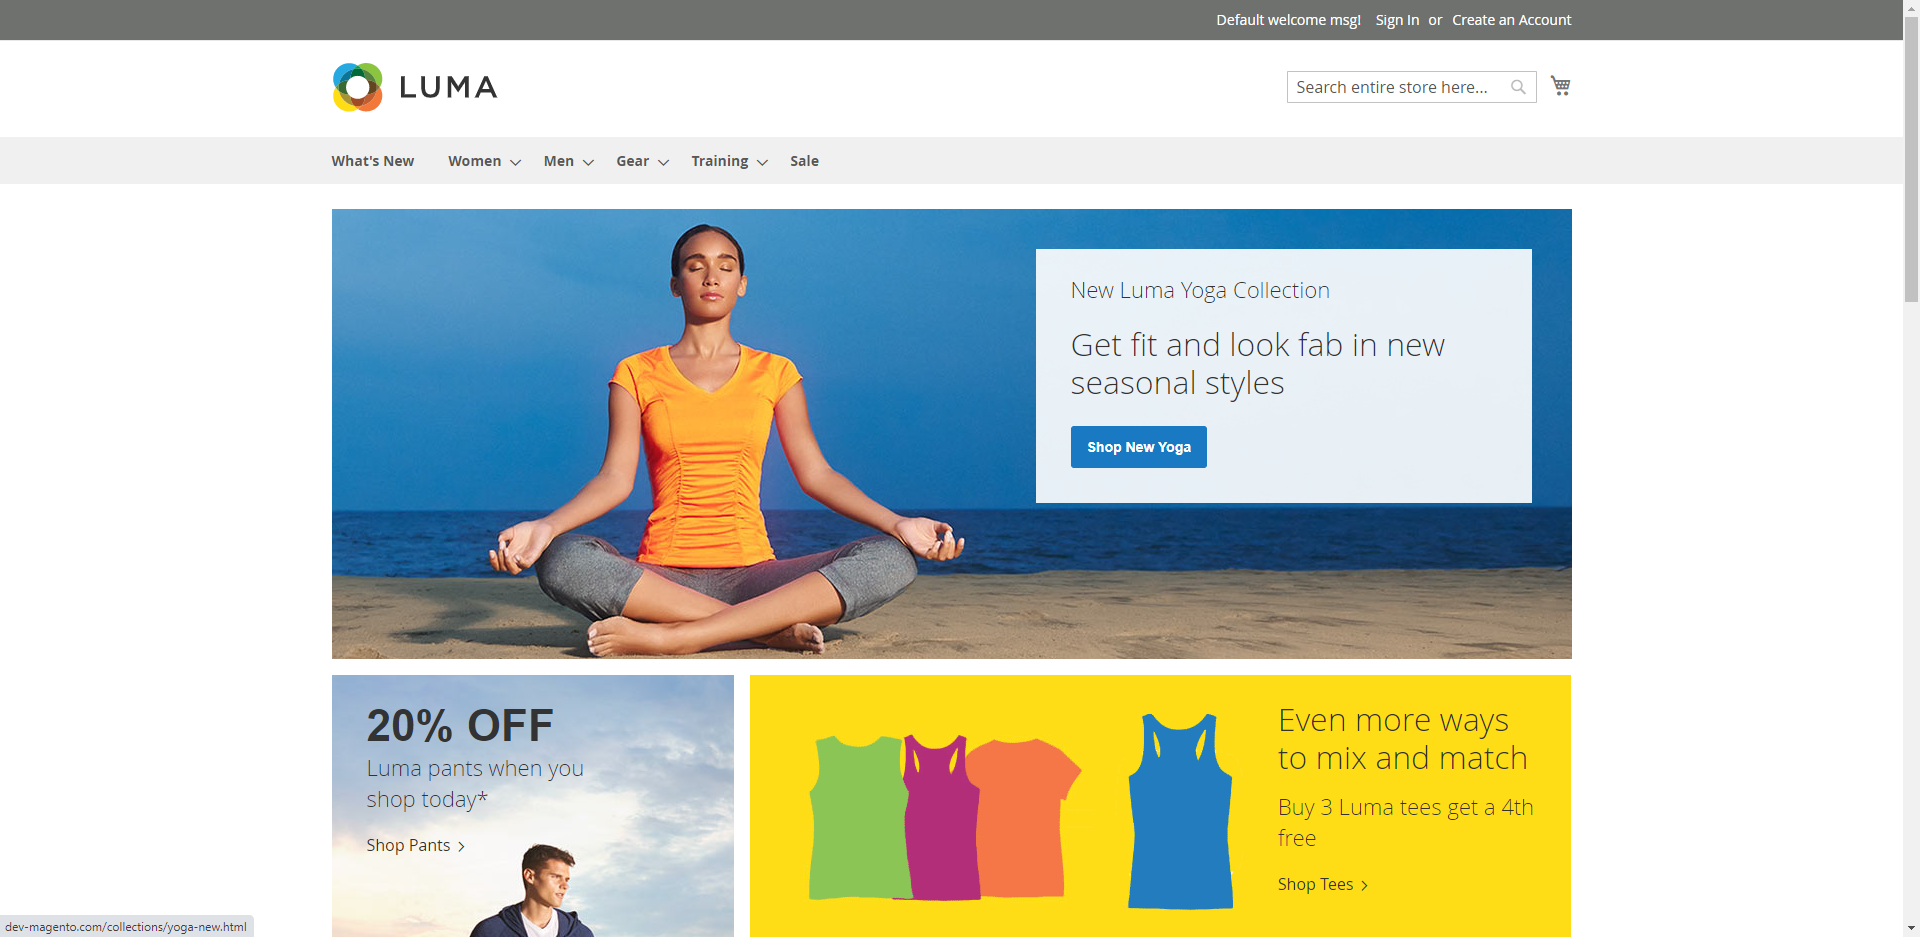 Default welcome msg! Sign In or Create an Account
LUMA
Search entire store here...
What's New Women Men Gear Training Sale
New Luma Yoga Collection
Get fit and look fab in new
seasonal styles
Shop New Yoga
20% OFF
Luma pants when you
shop today*
Shop Pants
Even more ways
to mix and match
Buy 3 Luma tees get a 4th
free
Shop Tees
dev-magento.com/collections/yoga-new.html